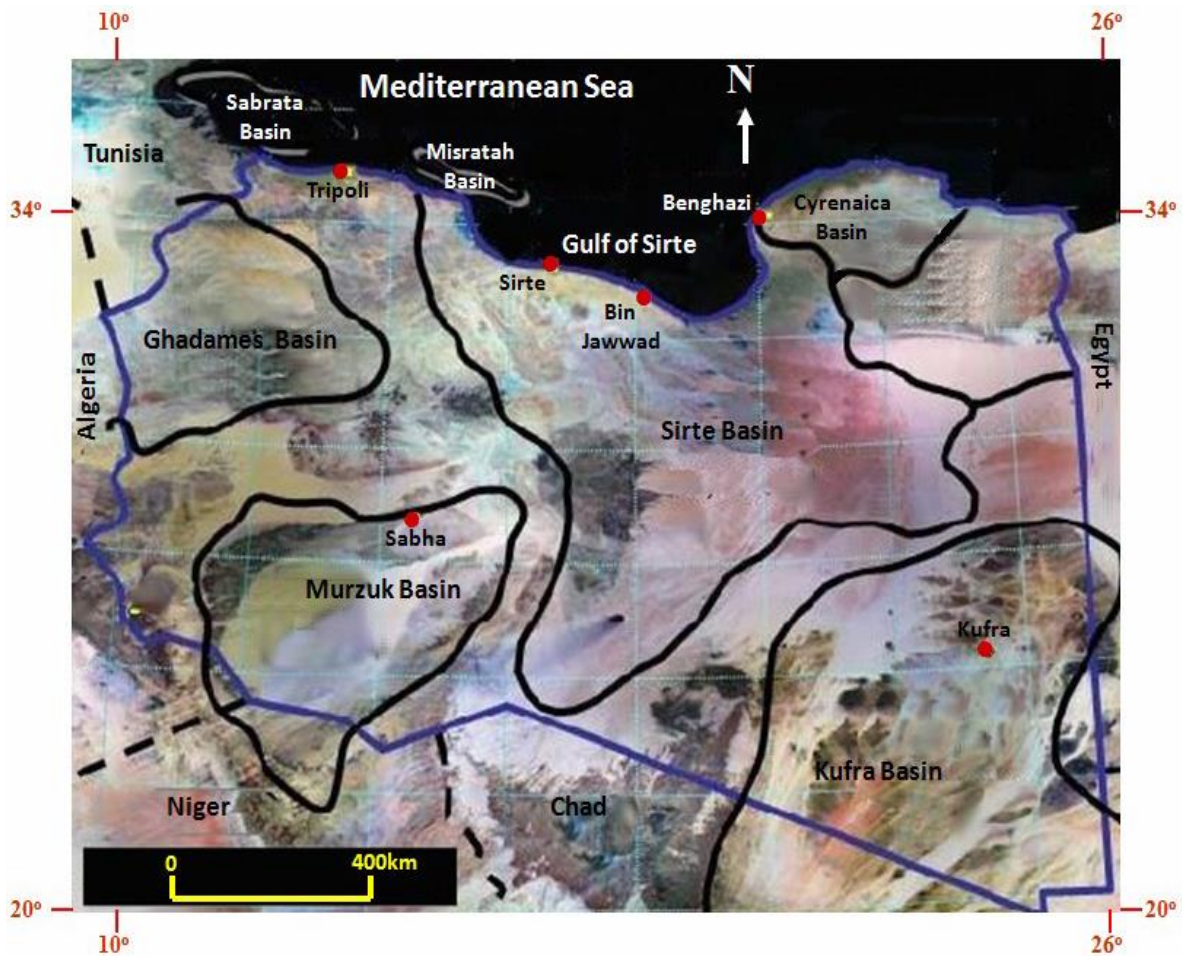 10°
26°
Mediterranean Sea
N
Sabrata
Basin
Tunisia
Misratah
Basin
Tripoli
34°
Benghazi
Cyrenaica
Basin
34°
Gulf of Sirte
Sirte
Bin
Jawwad
Ghadames Basin
Algeria
Egypt
Sirte Basin
Sabha
Murzuk Basin
Kufra
Kufra Basin
Niger
Chad
0
400km
20°
20°
10°
26°